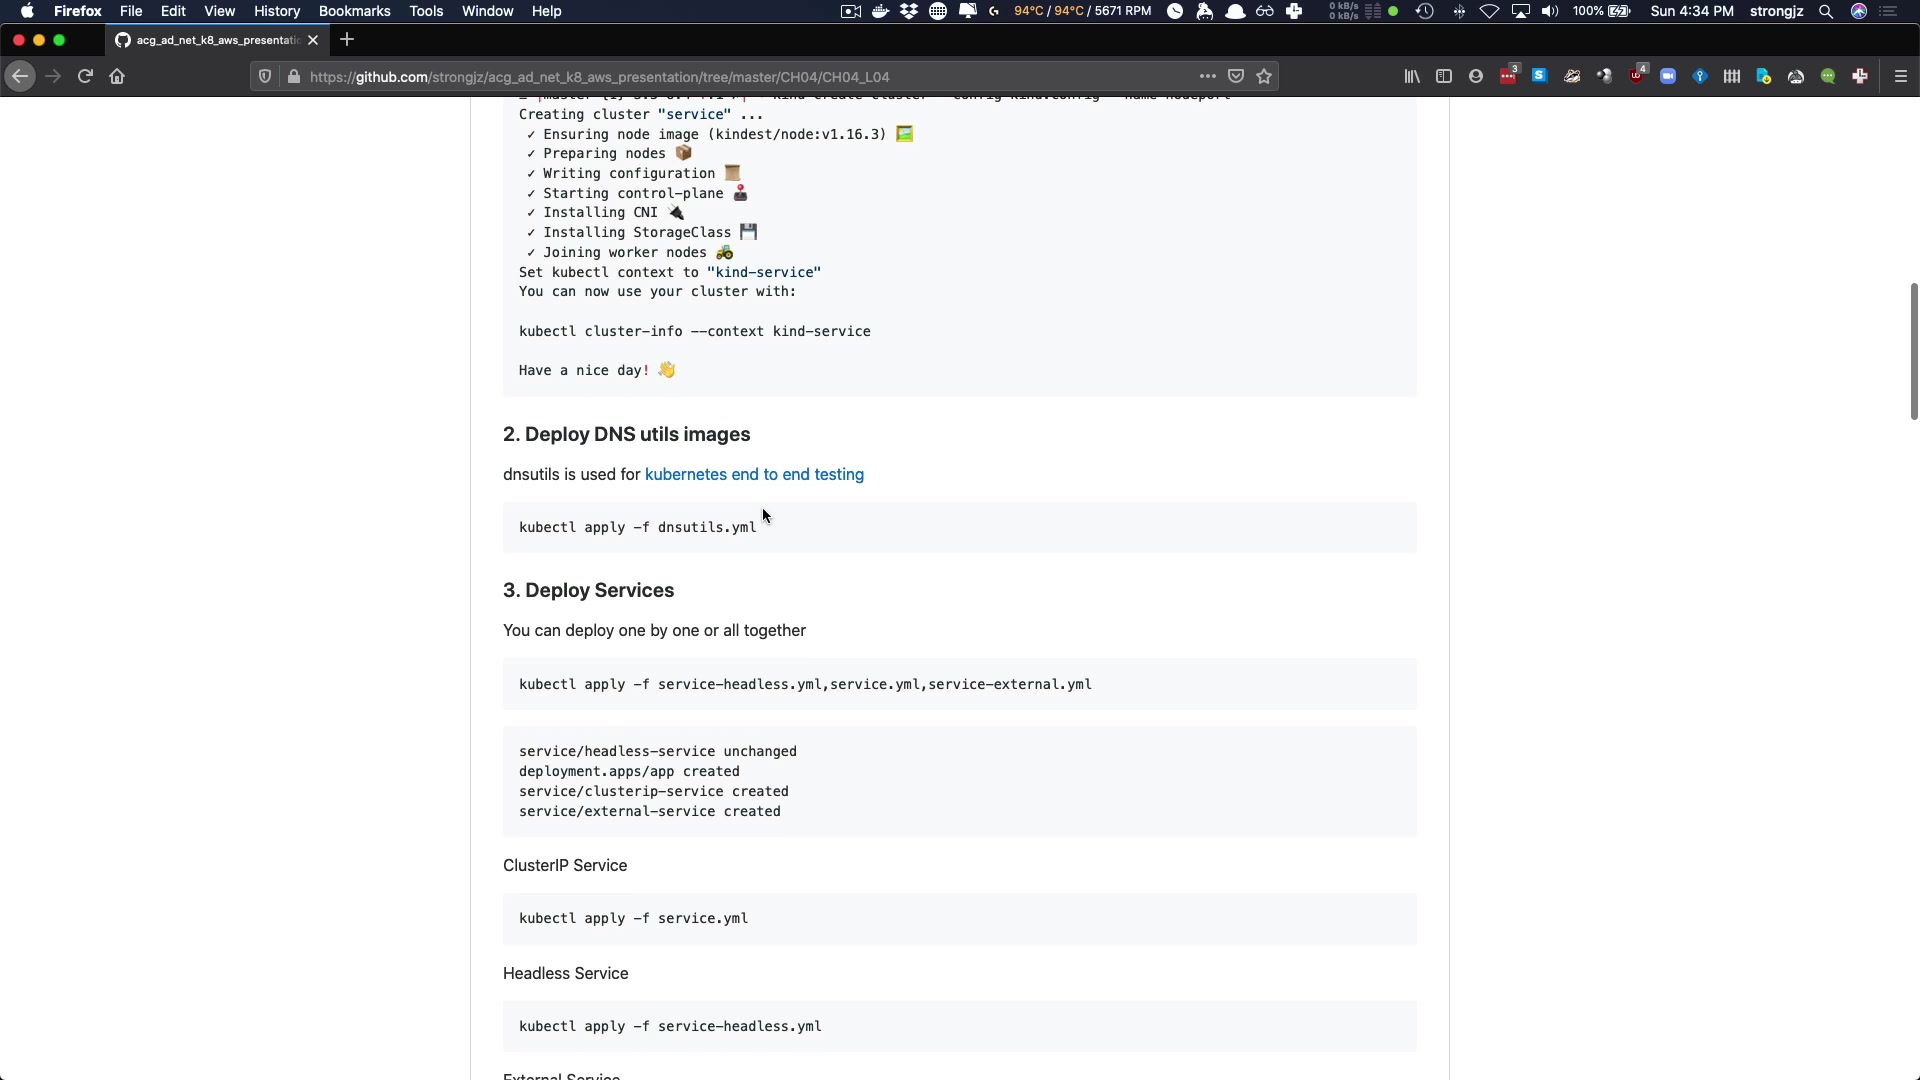 Firefox File Edit View History Bookmarks Tools Window Help 94°C / 94°C / 5671 RPM 0 kB/s 0 kB/s 100% Sun 4:34 PM strongjz
acg_ad_net_k8_aws_presentatic
https://github.com/strongjz/acg_ad_net_k8_aws_presentation/tree/master/CH04/CH04_L04 3 4
Creating cluster "service" ...
✓ Ensuring node image (kindest/node:v1.16.3) 🖼
✓ Preparing nodes 📦
✓ Writing configuration 📜
✓ Starting control-plane 🕹
✓ Installing CNI 🔌
✓ Installing StorageClass 💾
✓ Joining worker nodes 🚜
Set kubectl context to "kind-service"
You can now use your cluster with:
kubectl cluster-info --context kind-service
Have a nice day! 👋
2. Deploy DNS utils images
dnsutils is used for kubernetes end to end testing
kubectl apply -f dnsutils.yml
3. Deploy Services
You can deploy one by one or all together
kubectl apply -f service-headless.yml,service.yml,service-external.yml
service/headless-service unchanged
deployment.apps/app created
service/clusterip-service created
service/external-service created
ClusterIP Service
kubectl apply -f service.yml
Headless Service
kubectl apply -f service-headless.yml
External Service